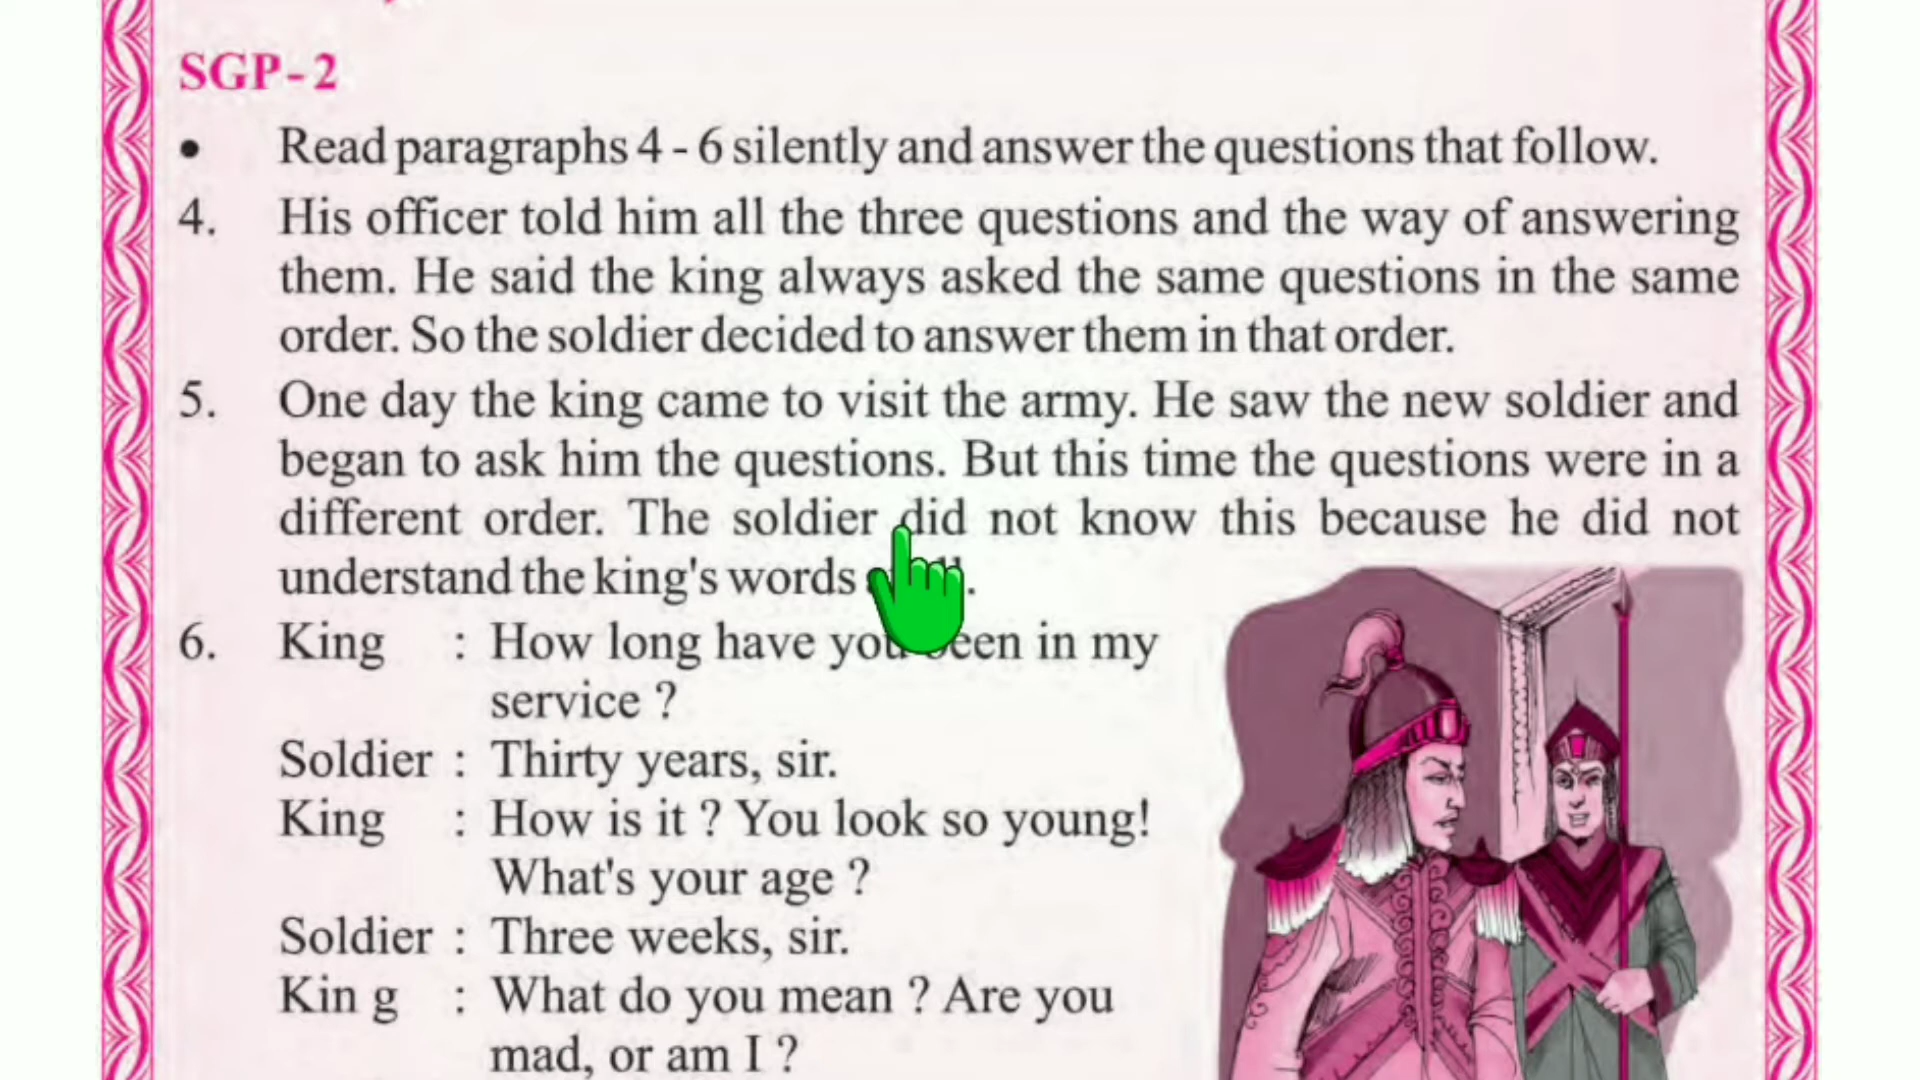 SGP-2
• Read paragraphs 4 - 6 silently and answer the questions that follow.
4. His officer told him all the three questions and the way of answering
them. He said the king always asked the same questions in the same
order. So the soldier decided to answer them in that order.
5. One day the king came to visit the army. He saw the new soldier and
began to ask him the questions. But this time the questions were in a
different order. The soldier did not know this because he did not
understand the king's words .
6. King : How long have you been in my
service ?
Soldier : Thirty years, sir.
King : How is it ? You look so young!
What's your age ?
Soldier : Three weeks, sir.
Kin g : What do you mean ? Are you
mad, or am I ?